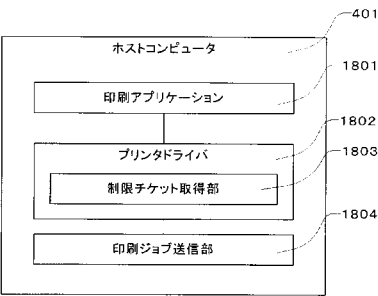 401
ホストコンピュータ
1801
印刷アプリケーション
1802
プリンタドライバ
1803
制限チケット取得部
1804
印刷ジョブ送信部